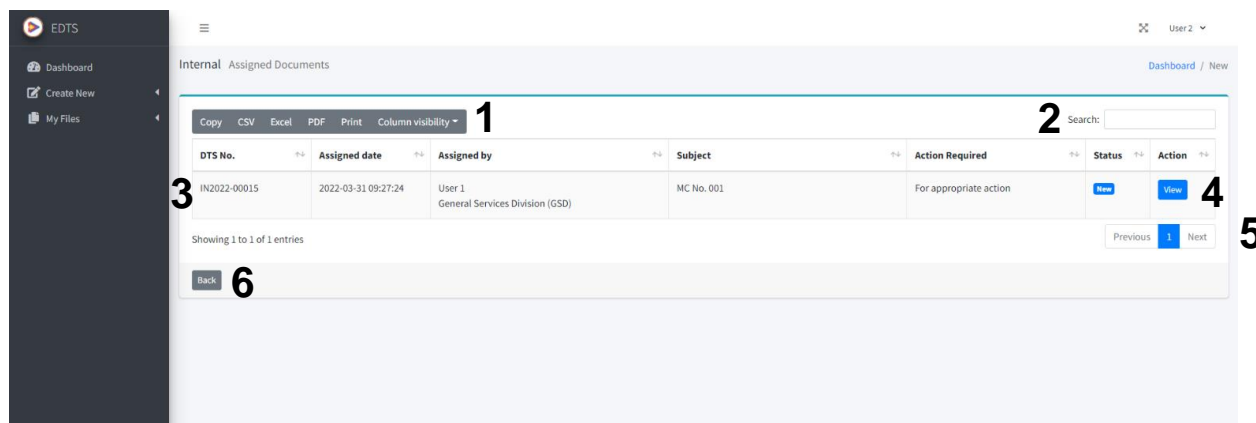 EDTS
User 2
Dashboard
Internal Assigned Documents
Dashboard / New
Create New
My Files
Copy CSV Excel PDF Print Column visibility 1
2 Search:
DTS No. Assigned date Assigned by Subject Action Required Status Action
3 IN2022-00015 2022-03-31 09:27:24 User 1 MC No. 001 For appropriate action New View 4
General Services Division (GSD)
Showing 1 to 1 of 1 entries
Previous 1 Next 5
Back 6